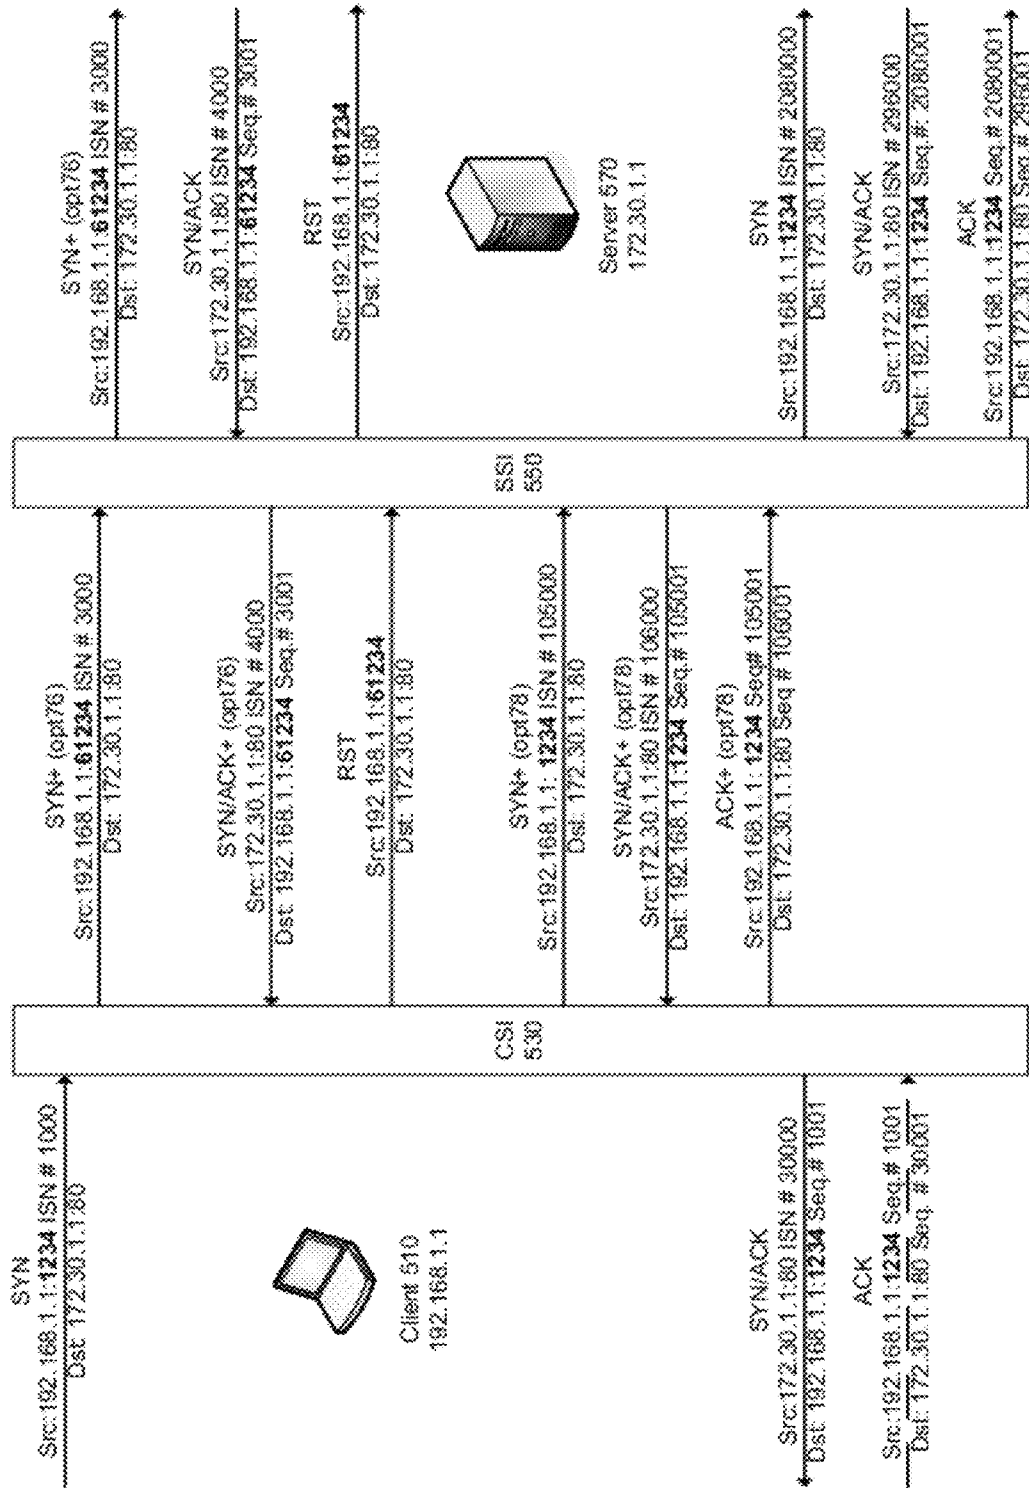 SYN
Src:192.168.1.1:1234 ISN # 1000
Dst: 172.30.1.1:80
Client 510
192.168.1.1
SYN/ACK
Src:172.30.1.1:80 ISN # 30000
Dst: 192.168.1.1:1234 Seq.# 1001
ACK
Src:192.168.1.1:1234 Seq.# 1001
Dst: 172.30.1.1:80 Seq. # 30001
CSI
530
SYN+ (opt76)
Src:192.168.1.1:61234 ISN # 3000
Dst: 172.30.1.1:80
SYN/ACK+ (opt76)
Src:172.30.1.1:80 ISN # 4000
Dst: 192.168.1.1:61234 Seq.# 3001
RST
Src:192.168.1.1:61234
Dst: 172.30.1.1:80
SYN+ (opt78)
Src:192.168.1.1: 1234 ISN # 105000
Dst: 172.30.1.1:80
SYN/ACK+ (opt78)
Src:172.30.1.1:80 ISN # 106000
Dst: 192.168.1.1:1234 Seq.# 105001
ACK+ (opt78)
Src:192.168.1.1: 1234 Seq# 105001
Dst: 172.30.1.1:80 Seq # 106001
SSI
550
SYN+ (opt76)
Src:192.168.1.1:61234 ISN # 3000
Dst: 172.30.1.1:80
SYN/ACK
Src:172.30.1.1:80 ISN # 4000
Dst: 192.168.1.1:61234 Seq.# 3001
RST
Src:192.168.1.1:61234
Dst: 172.30.1.1:80
Server 570
172.30.1.1
SYN
Src:192.168.1.1:1234 ISN # 2080000
Dst: 172.30.1.1:80
SYN/ACK
Src:172.30.1.1:80 ISN # 296000
Dst: 192.168.1.1:1234 Seq.#: 2080001
ACK
Src:192.168.1.1:1234 Seq.# 2080001
Dst: 172.30.1.1:80 Seq. # 296001